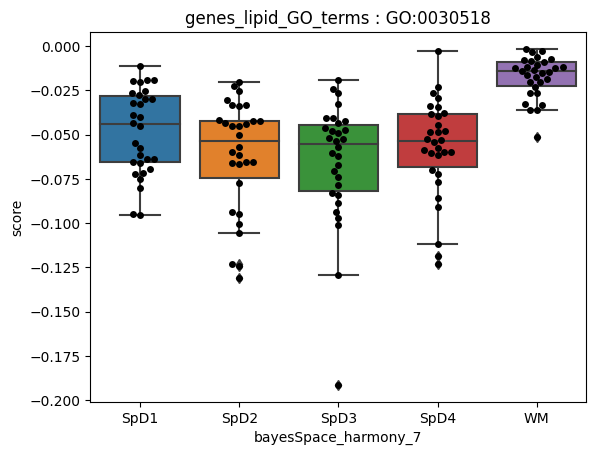 genes_lipid_GO_terms : GO:0030518
0.000
−0.025
−0.050
−0.075
−0.100
−0.125
−0.150
−0.175
−0.200
score
SpD1 SpD2 SpD3 SpD4 WM
bayesSpace_harmony_7